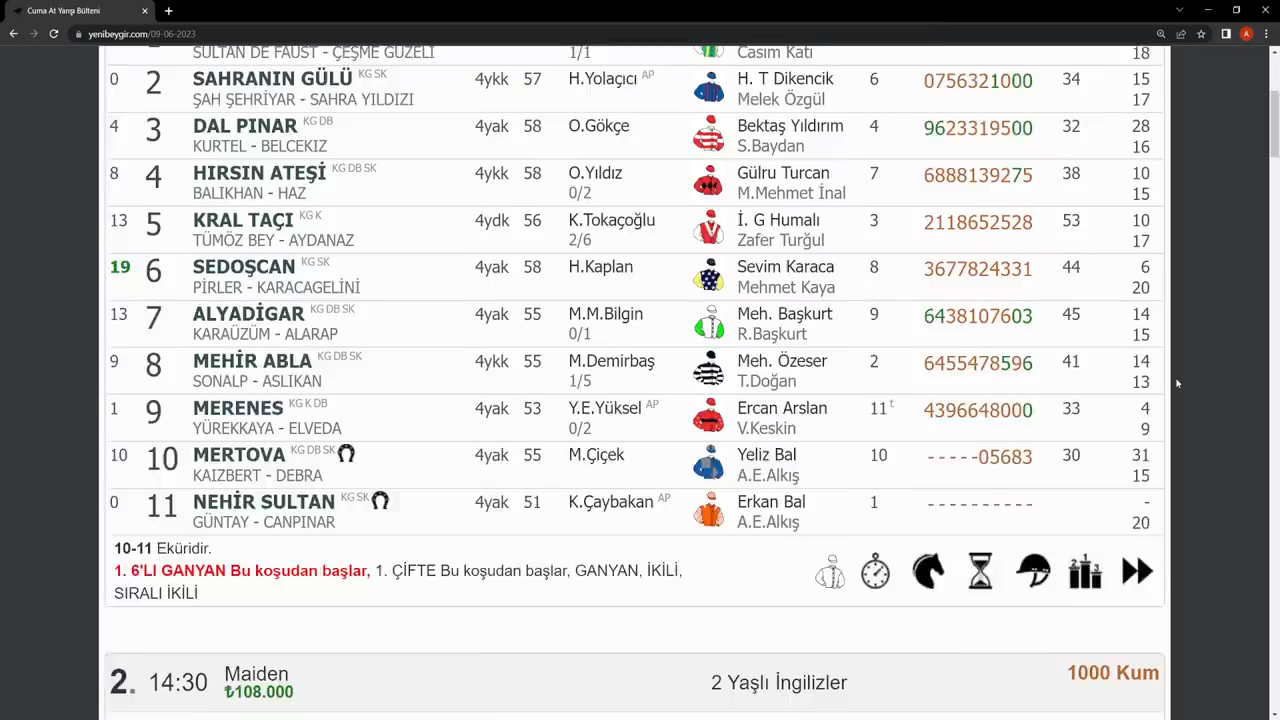 Cuma At Yarışı Bülteni
yenibeygir.com/09-06-2023
SULTAN DE FAUST - ÇEŞME GÜZELİ 1/1 Casim Katı 18
0 2 SAHRANIN GÜLÜ KG SK 4ykk 57 H.Yolaçıcı AP H. T Dikencik 6 0756321000 34 15
ŞAH ŞEHRİYAR - SAHRA YILDIZI Melek Özgül 17
4 3 DAL PINAR KG DB 4yak 58 O.Gökçe Bektaş Yıldırım 4 9623319500 32 28
KURTEL - BELCEKIZ S.Baydan 16
8 4 HIRSIN ATEŞİ KG DB SK 4ykk 58 O.Yıldız Gülru Turcan 7 6888139275 38 10
BALIKHAN - HAZ 0/2 M.Mehmet İnal 15
13 5 KRAL TAÇI KG K 4ydk 56 K.Tokaçoğlu İ. G Humalı 3 2118652528 53 10
TÜMÖZ BEY - AYDANAZ 2/6 Zafer Turğul 17
19 6 SEDOŞCAN KG SK 4yak 58 H.Kaplan Sevim Karaca 8 3677824331 44 6
PİRLER - KARACAGELİNİ Mehmet Kaya 20
13 7 ALYADİGAR KG DB SK 4yak 55 M.M.Bilgin Meh. Başkurt 9 6438107603 45 14
KARAÜZÜM - ALARAP 0/1 R.Başkurt 15
9 8 MEHİR ABLA KG DB SK 4ykk 55 M.Demirbaş Meh. Özeser 2 6455478596 41 14
SONALP - ASLIKAN 1/5 T.Doğan 13
1 9 MERENES KG K DB 4yak 53 Y.E.Yüksel AP Ercan Arslan 11 t 4396648000 33 4
YÜREKKAYA - ELVEDA 0/2 V.Keskin 9
10 10 MERTOVA KG DB SK 4yak 55 M.Çiçek Yeliz Bal 10 -----05683 30 31
KAIZBERT - DEBRA A.E.Alkış 15
0 11 NEHİR SULTAN KG SK 4yak 51 K.Çaybakan AP Erkan Bal 1 ---------- -
GÜNTAY - CANPINAR A.E.Alkış 20
10-11 Eküridir.
1. 6'LI GANYAN Bu koşudan başlar, 1. ÇİFTE Bu koşudan başlar, GANYAN, İKİLİ,
SIRALI İKİLİ
2. 14:30 Maiden 2 Yaşlı İngilizler 1000 Kum
₺108.000